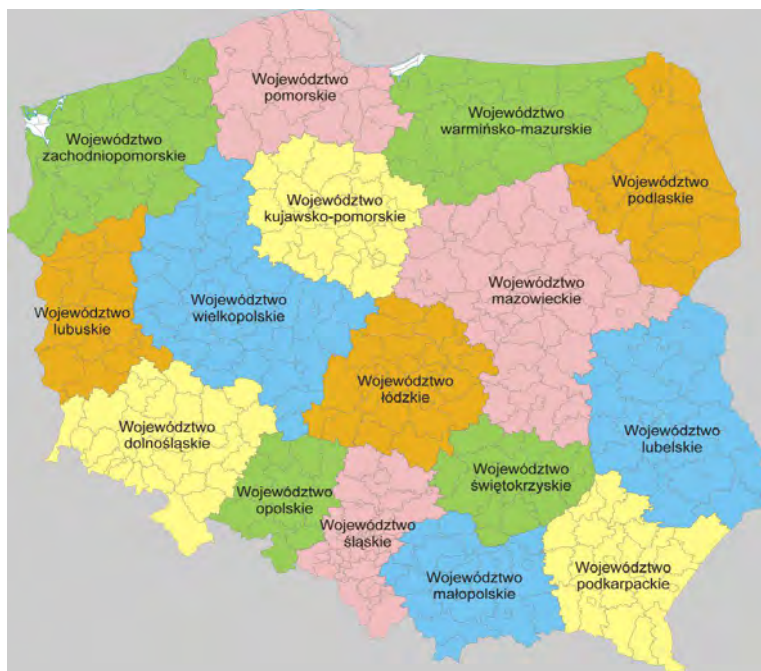 Województwo
pomorskie
Województwo
warmińsko-mazurskie
Województwo
zachodniopomorskie
Województwo
podlaskie
Województwo
kujawsko-pomorskie
Województwo
mazowieckie
Województwo
wielkopolskie
Województwo
lubuskie
Województwo
łódzkie
Województwo
dolnośląskie
Województwo
lubelskie
Województwo
świętokrzyskie
Województwo
opolskie
Województwo
śląskie
Województwo
małopolskie
Województwo
podkarpackie